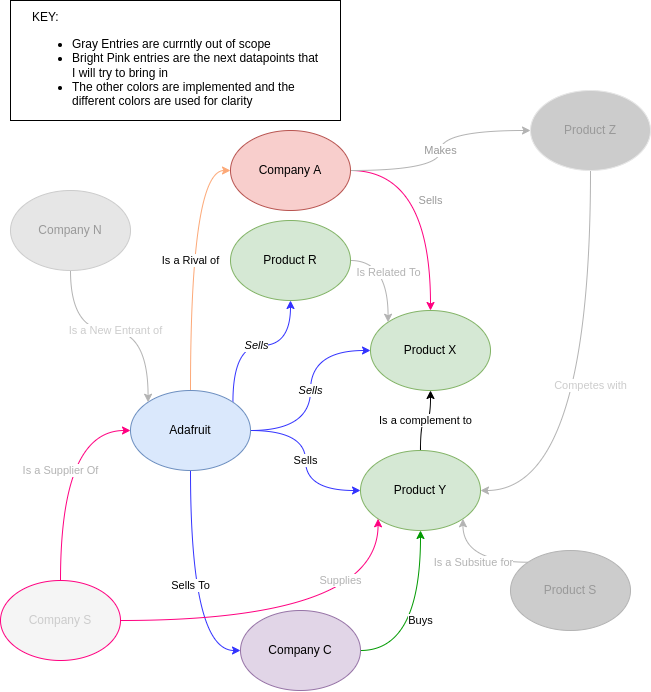 KEY:
Gray Entries are currntly out of scope
Bright Pink entries are the next datapoints that
I will try to bring in
The other colors are implemented and the
different colors are used for clarity
Product Z
Makes
Company A
Sells
Company N
Is a Rival of
Product R
Is Related To
Is a New Entrant of
Sells
Product X
Sells
Competes with
Is a complement to
Adafruit
Sells
Is a Supplier Of
Product Y
Is a Subsitue for
Supplies
Sells To
Product S
Company S
Buys
Company C